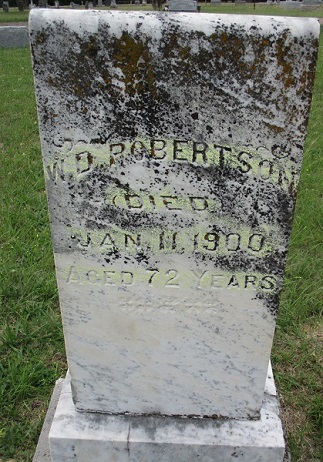 W.D. ROBERTSON
DIED
JAN. 11, 1900.
AGED 72 YEARS